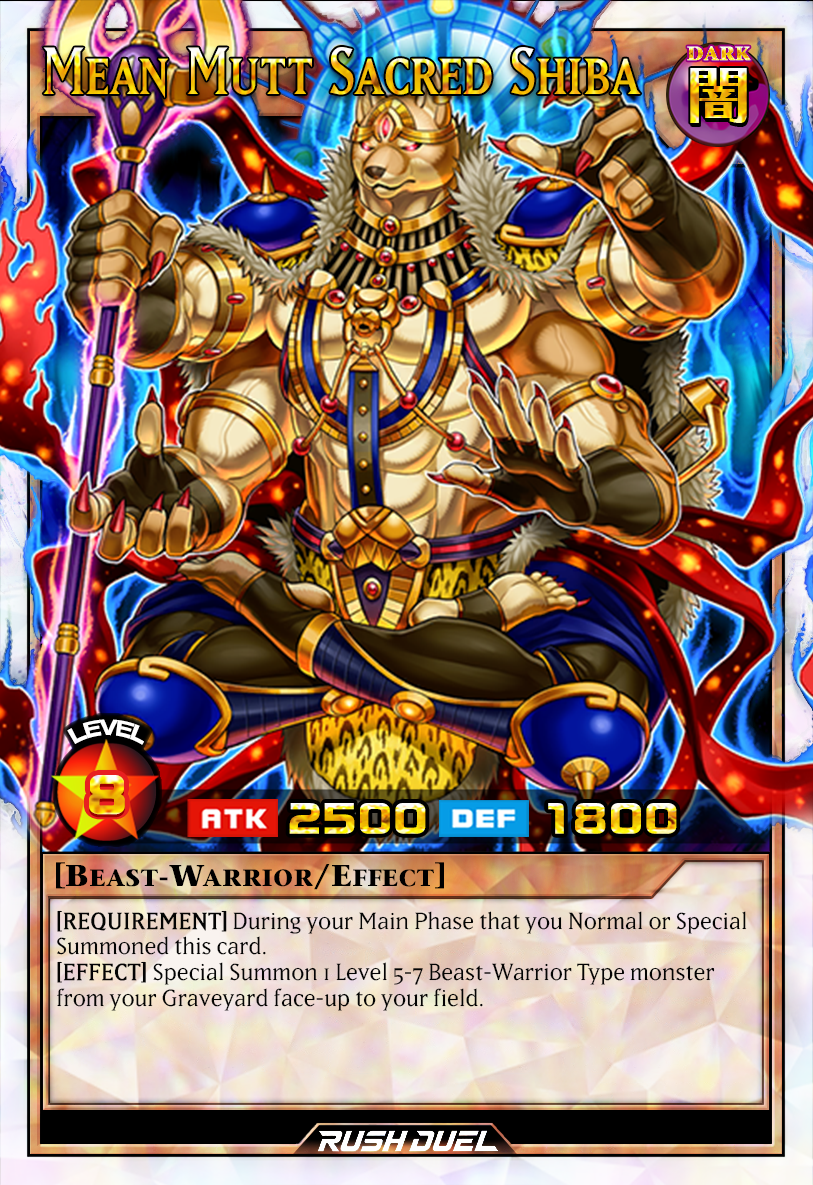 Mean Mutt Sacred Shiba
DARK
闇
LEVEL
8
ATK 2500 DEF 1800
[Beast-Warrior/Effect]
[REQUIREMENT] During your Main Phase that you Normal or Special
Summoned this card.
[EFFECT] Special Summon 1 Level 5-7 Beast-Warrior Type monster
from your Graveyard face-up to your field.
RUSH DUEL